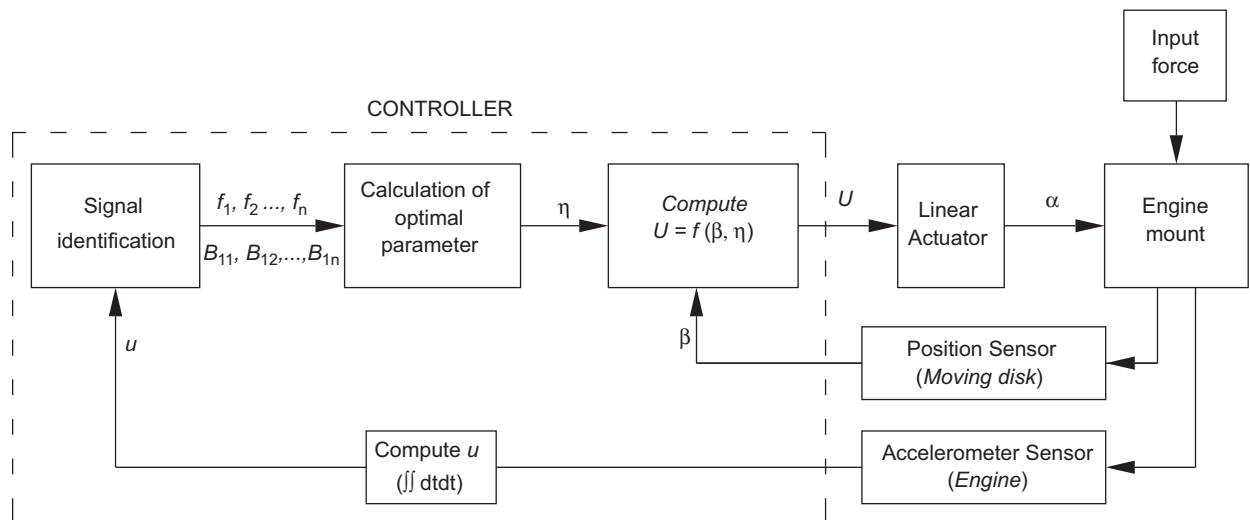 Input
force
CONTROLLER
Signal
identification
f1, f2 ..., fn
B11, B12,...,B1n
Calculation of
optimal
parameter
η
Compute
U = f (β, η)
U
Linear
Actuator
α
Engine
mount
u
β
Position Sensor
(Moving disk)
Compute u
(∫∫ dtdt)
Accelerometer Sensor
(Engine)